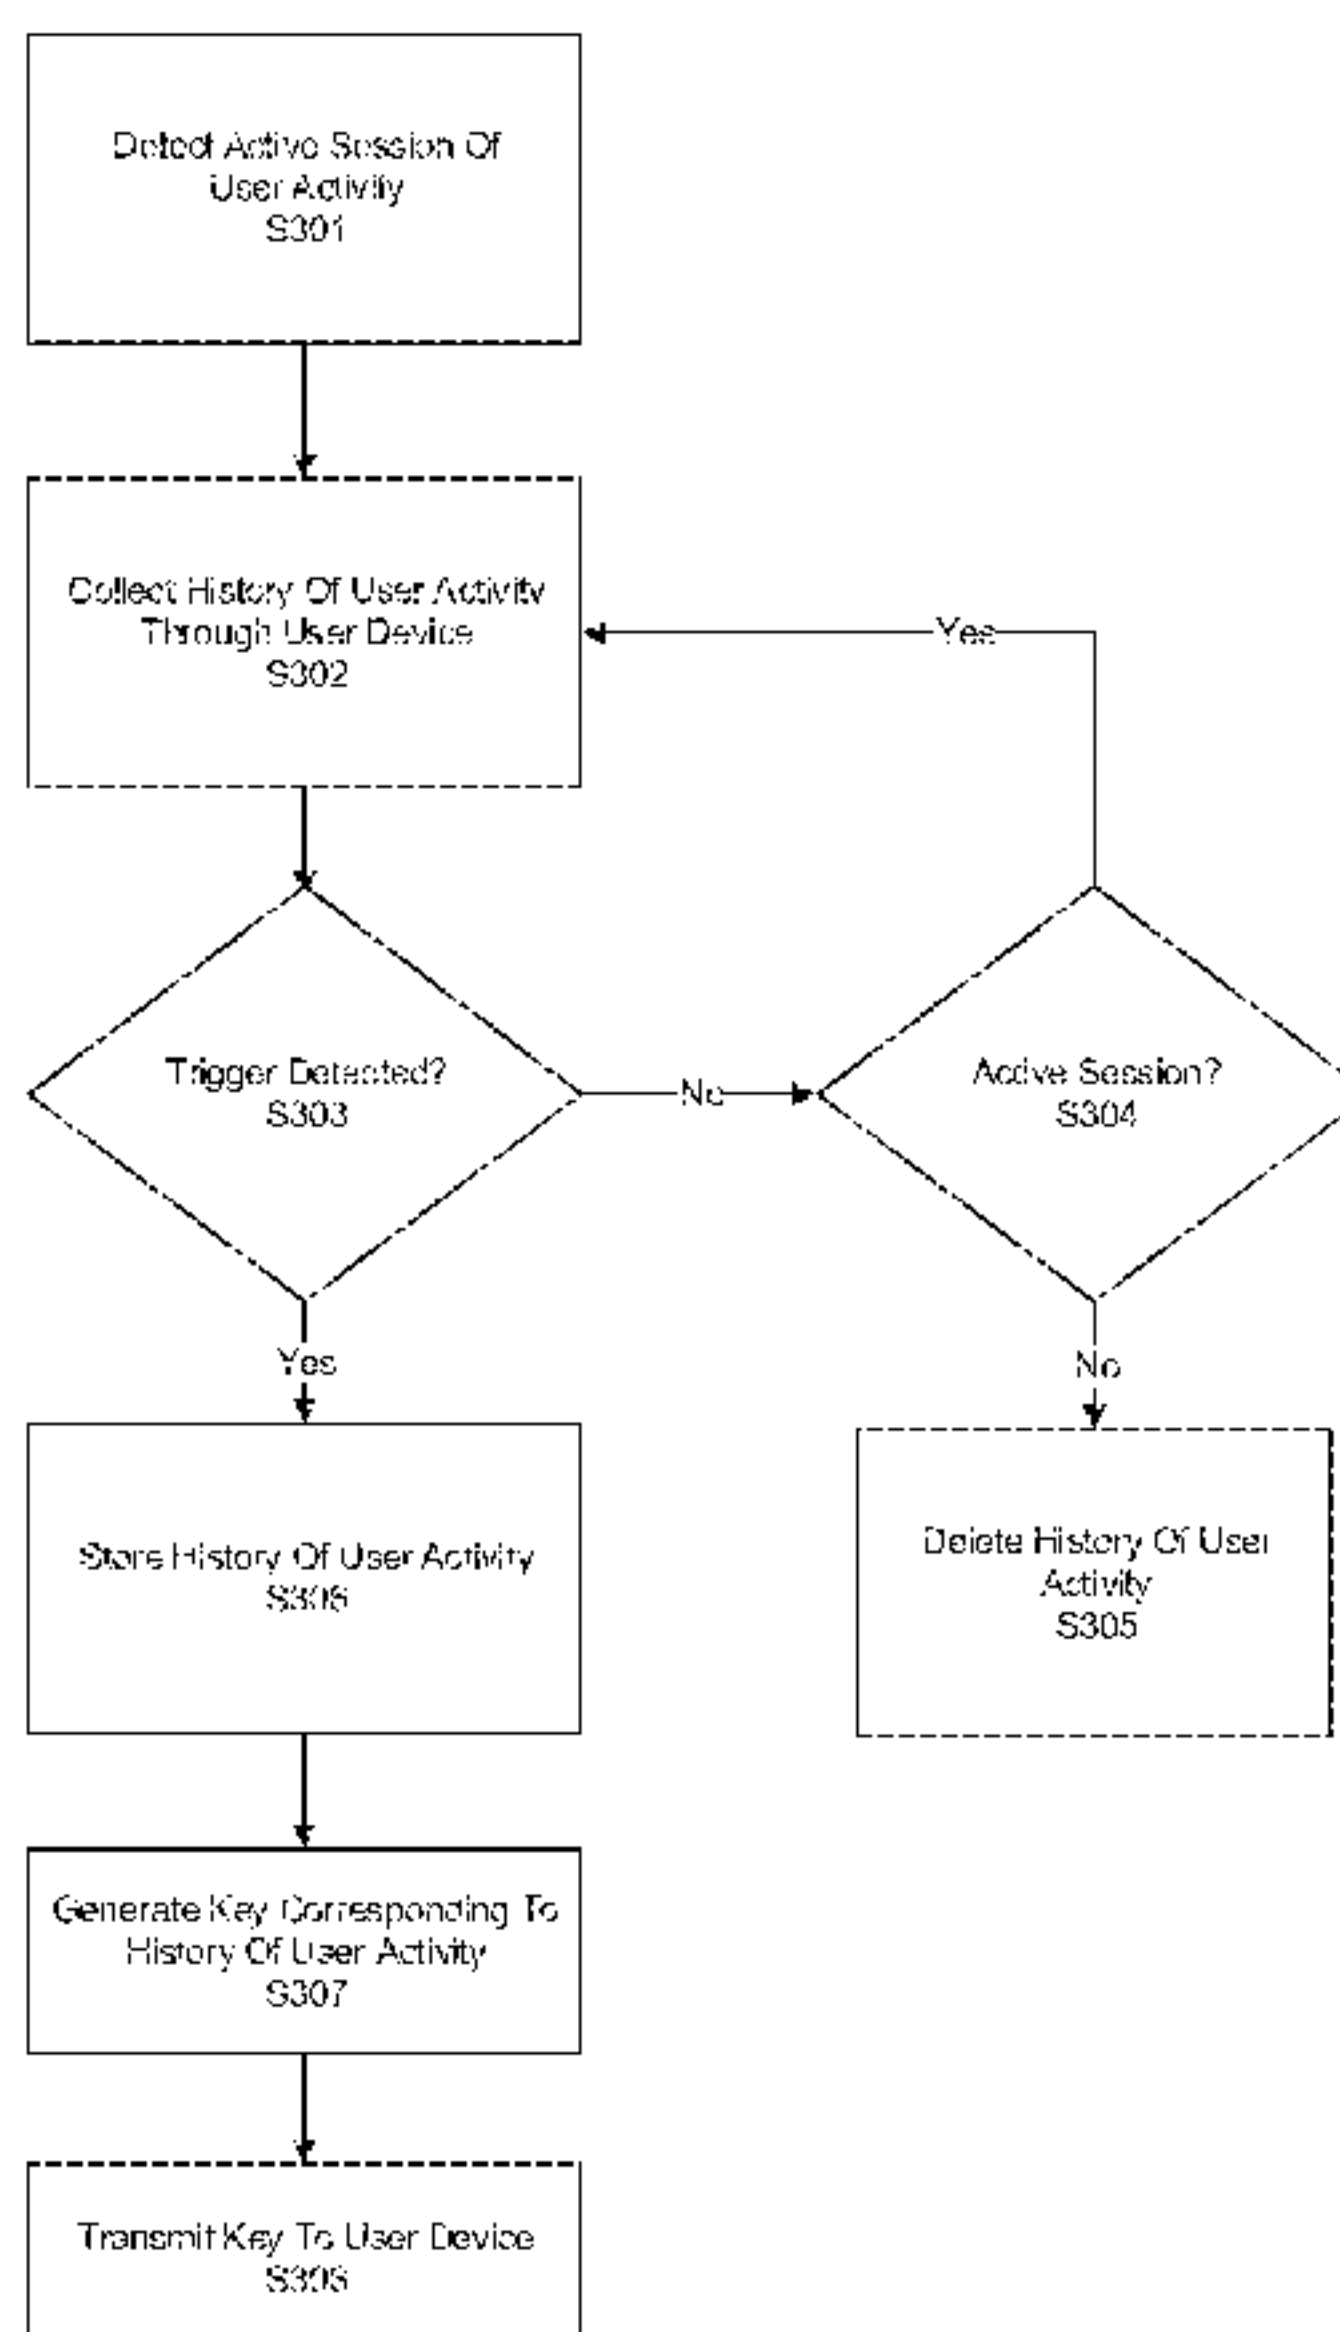 Detect Active Session Of
User Activity
S301
Collect History Of User Activity
Through User Device
S302
Yes
Trigger Detected?
S303
No
Active Session?
S304
Yes
No
Store History Of User Activity
S306
Delete History Of User
Activity
S305
Generate Key Corresponding To
History Of User Activity
S307
Transmit Key To User Device
S308